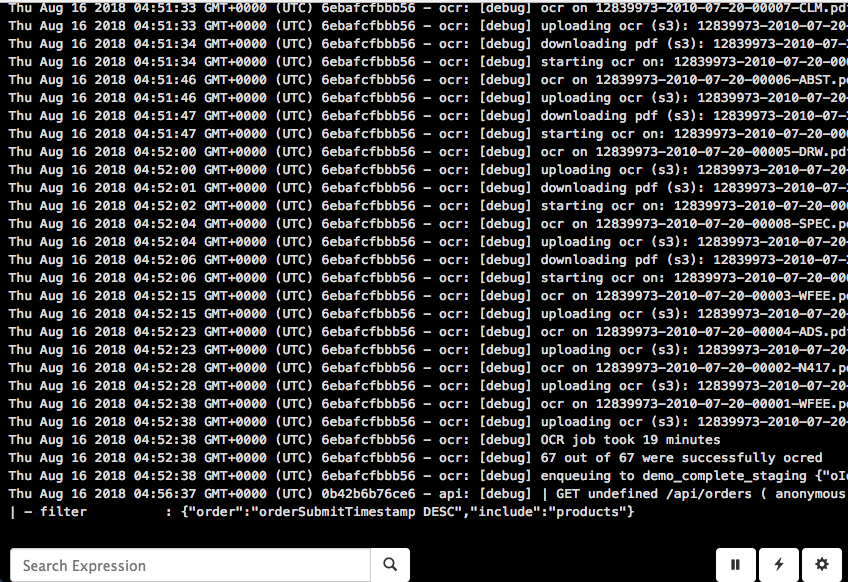 Thu Aug 16 2018 04:51:33 GMT+0000 (UTC) 6ebafcfbbb56 – ocr: [debug] ocr on 12839973-2010-07-20-00007-CLM.pd
Thu Aug 16 2018 04:51:33 GMT+0000 (UTC) 6ebafcfbbb56 – ocr: [debug] uploading ocr (s3): 12839973-2010-07-20-
Thu Aug 16 2018 04:51:34 GMT+0000 (UTC) 6ebafcfbbb56 – ocr: [debug] downloading pdf (s3): 12839973-2010-07-2
Thu Aug 16 2018 04:51:34 GMT+0000 (UTC) 6ebafcfbbb56 – ocr: [debug] starting ocr on: 12839973-2010-07-20-000
Thu Aug 16 2018 04:51:46 GMT+0000 (UTC) 6ebafcfbbb56 – ocr: [debug] ocr on 12839973-2010-07-20-00006-ABST.p
Thu Aug 16 2018 04:51:46 GMT+0000 (UTC) 6ebafcfbbb56 – ocr: [debug] uploading ocr (s3): 12839973-2010-07-20-
Thu Aug 16 2018 04:51:47 GMT+0000 (UTC) 6ebafcfbbb56 – ocr: [debug] downloading pdf (s3): 12839973-2010-07-2
Thu Aug 16 2018 04:51:47 GMT+0000 (UTC) 6ebafcfbbb56 – ocr: [debug] starting ocr on: 12839973-2010-07-20-000
Thu Aug 16 2018 04:52:00 GMT+0000 (UTC) 6ebafcfbbb56 – ocr: [debug] ocr on 12839973-2010-07-20-00005-DRW.pdf
Thu Aug 16 2018 04:52:00 GMT+0000 (UTC) 6ebafcfbbb56 – ocr: [debug] uploading ocr (s3): 12839973-2010-07-20-
Thu Aug 16 2018 04:52:01 GMT+0000 (UTC) 6ebafcfbbb56 – ocr: [debug] downloading pdf (s3): 12839973-2010-07-2
Thu Aug 16 2018 04:52:02 GMT+0000 (UTC) 6ebafcfbbb56 – ocr: [debug] starting ocr on: 12839973-2010-07-20-000
Thu Aug 16 2018 04:52:04 GMT+0000 (UTC) 6ebafcfbbb56 – ocr: [debug] ocr on 12839973-2010-07-20-00008-SPEC.p
Thu Aug 16 2018 04:52:04 GMT+0000 (UTC) 6ebafcfbbb56 – ocr: [debug] uploading ocr (s3): 12839973-2010-07-20-
Thu Aug 16 2018 04:52:06 GMT+0000 (UTC) 6ebafcfbbb56 – ocr: [debug] downloading pdf (s3): 12839973-2010-07-2
Thu Aug 16 2018 04:52:06 GMT+0000 (UTC) 6ebafcfbbb56 – ocr: [debug] starting ocr on: 12839973-2010-07-20-000
Thu Aug 16 2018 04:52:15 GMT+0000 (UTC) 6ebafcfbbb56 – ocr: [debug] ocr on 12839973-2010-07-20-00003-WFEE.p
Thu Aug 16 2018 04:52:15 GMT+0000 (UTC) 6ebafcfbbb56 – ocr: [debug] uploading ocr (s3): 12839973-2010-07-20-
Thu Aug 16 2018 04:52:23 GMT+0000 (UTC) 6ebafcfbbb56 – ocr: [debug] ocr on 12839973-2010-07-20-00004-ADS.pdf
Thu Aug 16 2018 04:52:23 GMT+0000 (UTC) 6ebafcfbbb56 – ocr: [debug] uploading ocr (s3): 12839973-2010-07-20-
Thu Aug 16 2018 04:52:28 GMT+0000 (UTC) 6ebafcfbbb56 – ocr: [debug] ocr on 12839973-2010-07-20-00002-N417.p
Thu Aug 16 2018 04:52:28 GMT+0000 (UTC) 6ebafcfbbb56 – ocr: [debug] uploading ocr (s3): 12839973-2010-07-20-
Thu Aug 16 2018 04:52:38 GMT+0000 (UTC) 6ebafcfbbb56 – ocr: [debug] ocr on 12839973-2010-07-20-00001-WFEE.p
Thu Aug 16 2018 04:52:38 GMT+0000 (UTC) 6ebafcfbbb56 – ocr: [debug] uploading ocr (s3): 12839973-2010-07-20-
Thu Aug 16 2018 04:52:38 GMT+0000 (UTC) 6ebafcfbbb56 – ocr: [debug] OCR job took 19 minutes
Thu Aug 16 2018 04:52:38 GMT+0000 (UTC) 6ebafcfbbb56 – ocr: [debug] 67 out of 67 were successfully ocred
Thu Aug 16 2018 04:52:38 GMT+0000 (UTC) 6ebafcfbbb56 – ocr: [debug] enqueuing to demo_complete_staging {"oId
Thu Aug 16 2018 04:56:37 GMT+0000 (UTC) 0b42b6b76ce6 – api: [debug] | GET undefined /api/orders ( anonymous
| – filter : {"order":"orderSubmitTimestamp DESC","include":"products"}
Search Expression